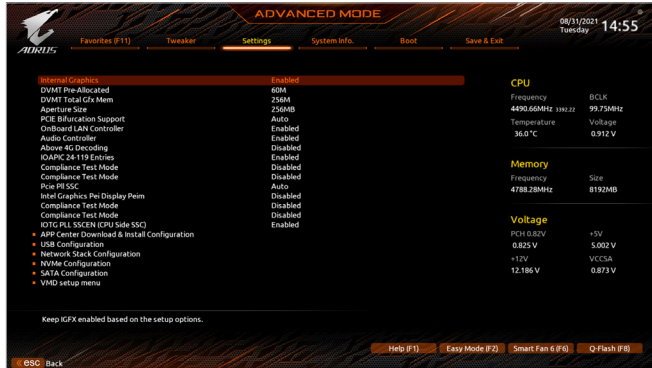 ADVANCED MODE
08/31/2021 Tuesday 14:55
AORUS
Favorites (F11) Tweaker Settings System Info. Boot Save & Exit
Internal Graphics Enabled
DVMT Pre-Allocated 60M
DVMT Total Gfx Mem 256M
Aperture Size 256MB
PCIE Bifurcation Support Auto
OnBoard LAN Controller Enabled
Audio Controller Enabled
Above 4G Decoding Disabled
IOAPIC 24-119 Entries Enabled
Compliance Test Mode Disabled
Compliance Test Mode Disabled
Pcie Pll SSC Auto
Intel Graphics Pei Display Peim Disabled
Compliance Test Mode Disabled
Compliance Test Mode Disabled
IOTG PLL SSCEN (CPU Side SSC) Enabled
APP Center Download & Install Configuration
USB Configuration
Network Stack Configuration
NVMe Configuration
SATA Configuration
VMD setup menu
CPU
Frequency BCLK
4490.66MHz 3392.22 99.75MHz
Temperature Voltage
36.0 °C 0.912 V
Memory
Frequency Size
4788.28MHz 8192MB
Voltage
PCH 0.82V +5V
0.825 V 5.002 V
+12V VCCSA
12.186 V 0.873 V
Keep IGFX enabled based on the setup options.
Help (F1) Easy Mode (F2) Smart Fan 6 (F6) Q-Flash (F8)
esc Back